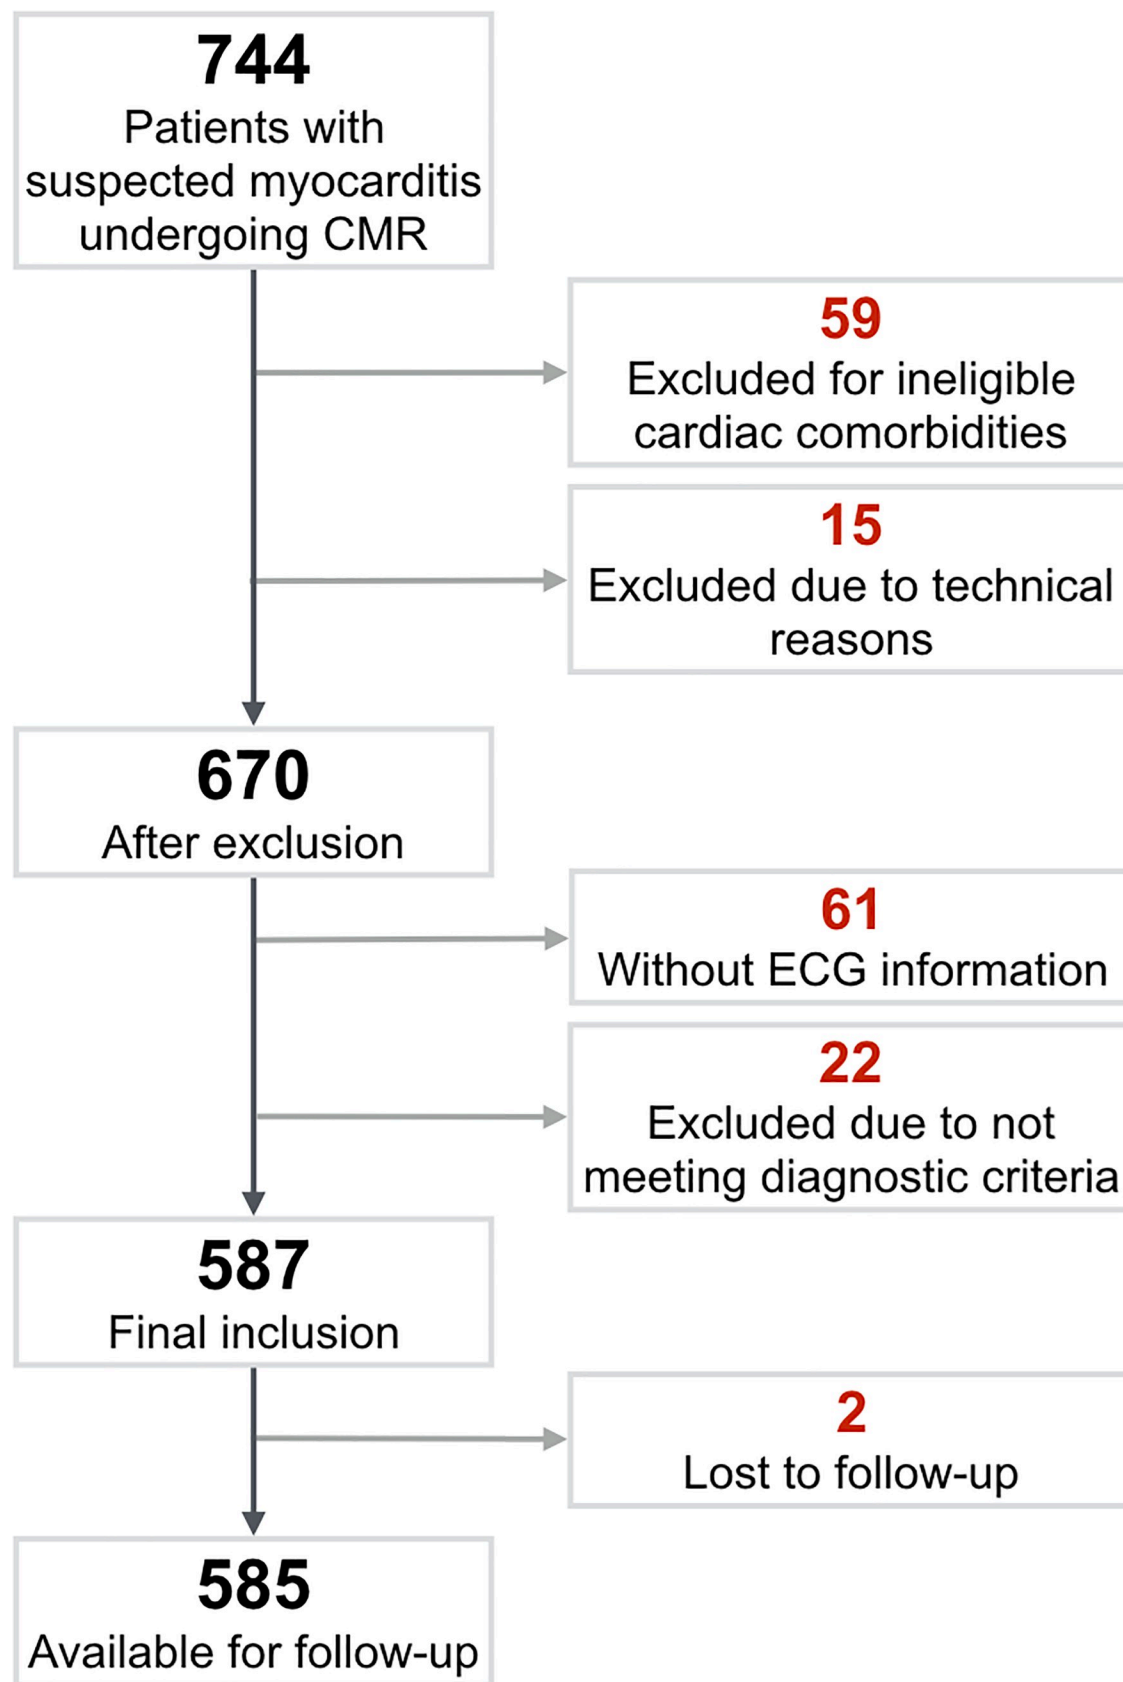 744
Patients with
suspected myocarditis
undergoing CMR
59
Excluded for ineligible
cardiac comorbidities
15
Excluded due to technical
reasons
670
After exclusion
61
Without ECG information
22
Excluded due to not
meeting diagnostic criteria
587
Final inclusion
2
Lost to follow-up
585
Available for follow-up